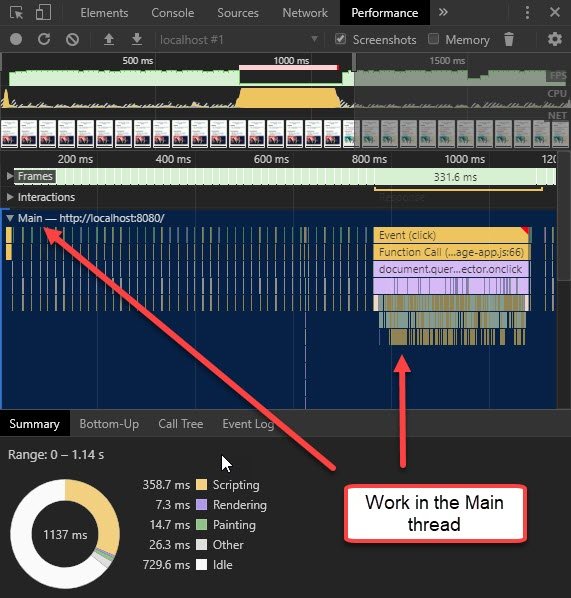 Elements Console Sources Network Performance »
localhost #1 Screenshots Memory
500 ms 1000 ms 1500 ms
FPS
CPU
NET
200 ms 400 ms 600 ms 800 ms 1000 ms 120
Frames 331.6 ms
Interactions Response
Main — http://localhost:8080/
Event (click)
Function Call (...age-app.js:66)
document.quer...ector.onclick
Summary Bottom-Up Call Tree Event Log
Range: 0 – 1.14 s
358.7 ms Scripting
7.3 ms Rendering
14.7 ms Painting
26.3 ms Other
729.6 ms Idle
1137 ms
Work in the Main
thread